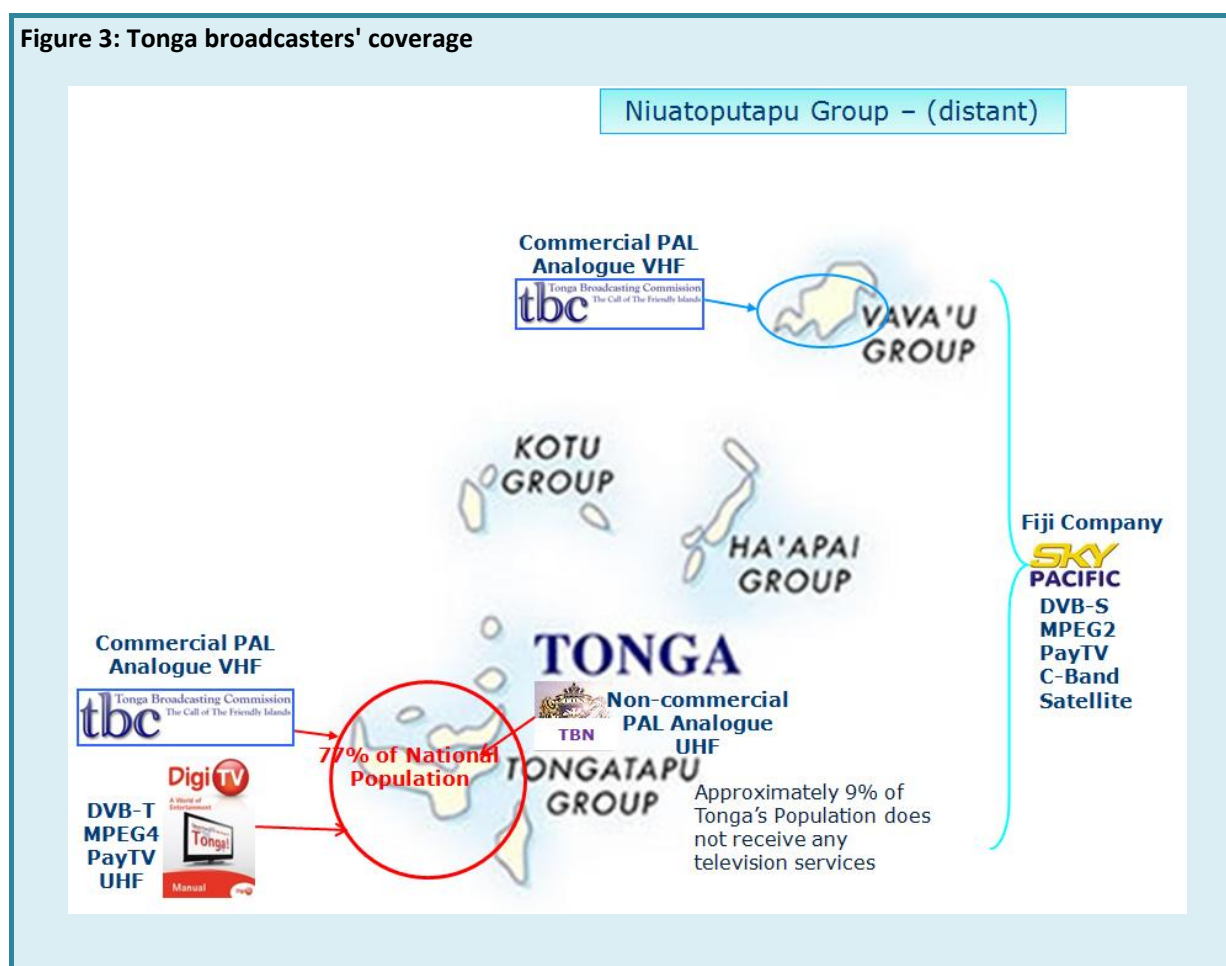 Figure 3: Tonga broadcasters' coverage
Niuatoputapu Group – (distant)
Commercial PAL
Analogue VHF
tbc
Tonga Broadcasting Commission
The Call of The Friendly Islands
VAVA'U
GROUP
KOTU
GROUP
HA'APAI
GROUP
Fiji Company
SKY
PACIFIC
DVB-S
MPEG2
PayTV
C-Band
Satellite
TONGA
Commercial PAL
Analogue VHF
tbc
Tonga Broadcasting Commission
The Call of The Friendly Islands
TBN
Non-commercial
PAL Analogue
UHF
77% of National
Population
TONGATAPU
GROUP
Approximately 9% of
Tonga's Population does
not receive any
television services
DVB-T
MPEG4
PayTV
UHF
Digi TV
A World of
Entertainment
Tonga!
Manual